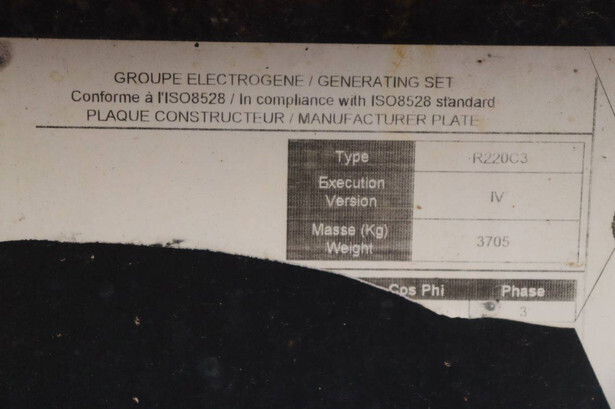 GROUPE ELECTROGENE / GENERATING SET
Conforme à l'ISO8528 / In compliance with ISO8528 standard
PLAQUE CONSTRUCTEUR / MANUFACTURER PLATE
Type R220C3
Execution
Version IV
Masse (Kg)
Weight 3705
Cos Phi Phase
3